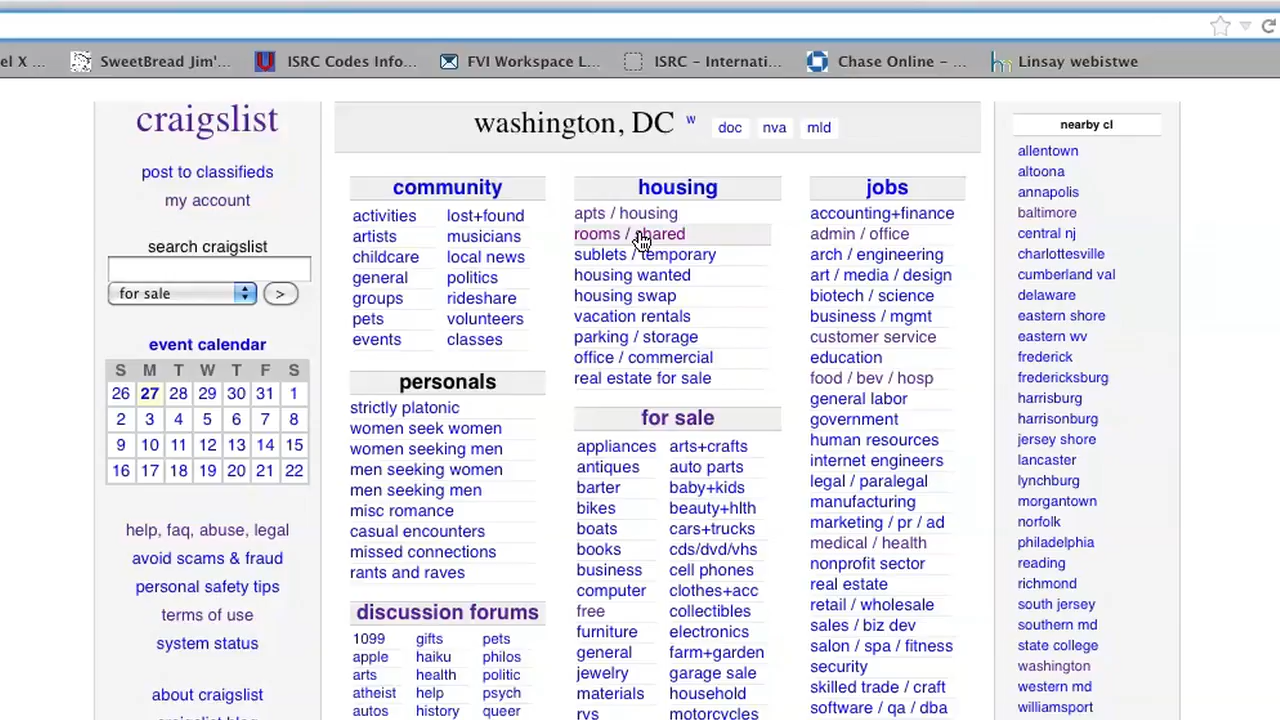 el X ...
SweetBread Jim'...
ISRC Codes Info...
FVI Workspace L...
ISRC – Internati...
Chase Online – ...
Linsay webistwe
craigslist
post to classifieds
my account
search craigslist
for sale
>
event calendar
S M T W T F S
26 27 28 29 30 31 1
2 3 4 5 6 7 8
9 10 11 12 13 14 15
16 17 18 19 20 21 22
help, faq, abuse, legal
avoid scams & fraud
personal safety tips
terms of use
system status
about craigslist
craigslist blog
washington, DC w doc nva mld
community
activities lost+found
artists musicians
childcare local news
general politics
groups rideshare
pets volunteers
events classes
personals
strictly platonic
women seek women
women seeking men
men seeking women
men seeking men
misc romance
casual encounters
missed connections
rants and raves
discussion forums
1099 gifts pets
apple haiku philos
arts health politic
atheist help psych
autos history queer
housing
apts / housing
rooms / shared
sublets / temporary
housing wanted
housing swap
vacation rentals
parking / storage
office / commercial
real estate for sale
for sale
appliances arts+crafts
antiques auto parts
barter baby+kids
bikes beauty+hlth
boats cars+trucks
books cds/dvd/vhs
business cell phones
computer clothes+acc
free collectibles
furniture electronics
general farm+garden
jewelry garage sale
materials household
rvs motorcycles
jobs
accounting+finance
admin / office
arch / engineering
art / media / design
biotech / science
business / mgmt
customer service
education
food / bev / hosp
general labor
government
human resources
internet engineers
legal / paralegal
manufacturing
marketing / pr / ad
medical / health
nonprofit sector
real estate
retail / wholesale
sales / biz dev
salon / spa / fitness
security
skilled trade / craft
software / qa / dba
nearby cl
allentown
altoona
annapolis
baltimore
central nj
charlottesville
cumberland val
delaware
eastern shore
eastern wv
frederick
fredericksburg
harrisburg
harrisonburg
jersey shore
lancaster
lynchburg
morgantown
norfolk
philadelphia
reading
richmond
south jersey
southern md
state college
washington
western md
williamsport